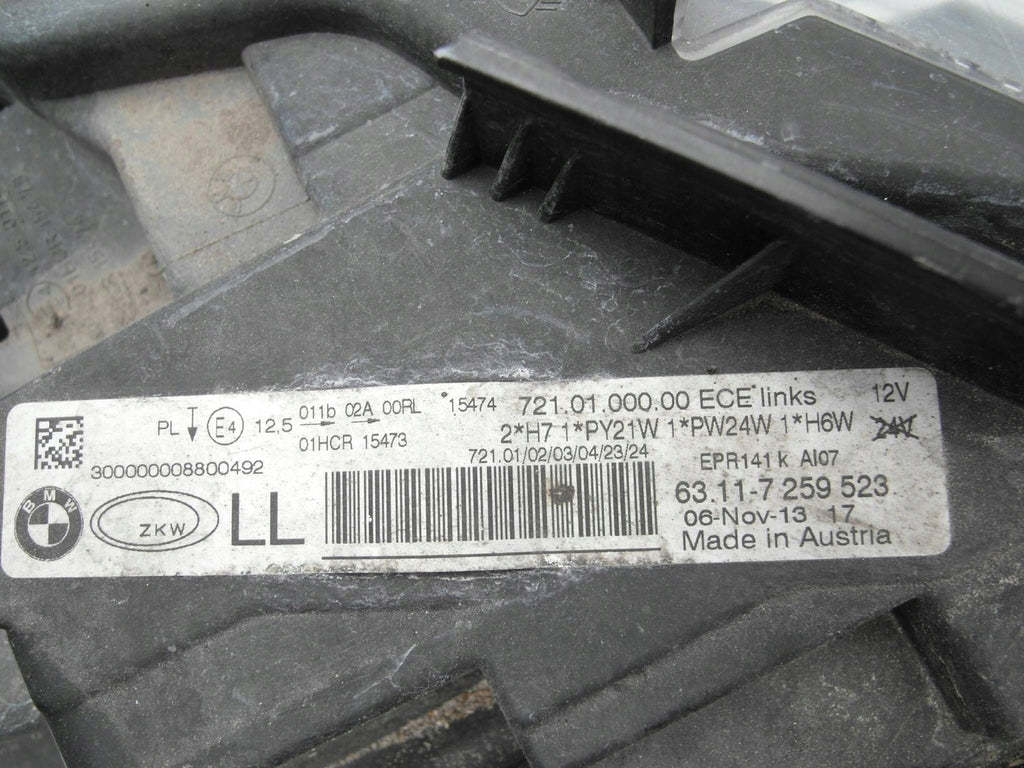 15474 721.01.000.00 ECE links 12V
PL E4 12,5 011b 02A 00RL
01HCR 15473
2*H7 1*PY21W 1*PW24W 1*H6W 24V
721.01/02/03/04/23/24
300000008800492
EPR141 k AI07
BMW
ZKW
LL
63.11-7 259 523
06-Nov-13 17
Made in Austria